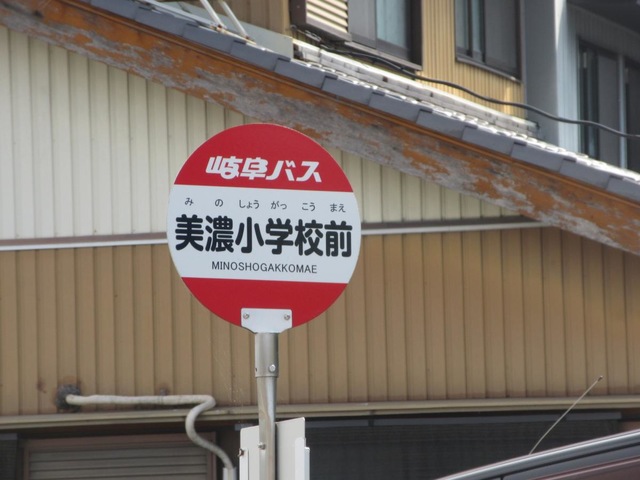 岐阜バス
み の しょう がっ こう まえ
美濃小学校前
MINOSHOGAKKOMAE